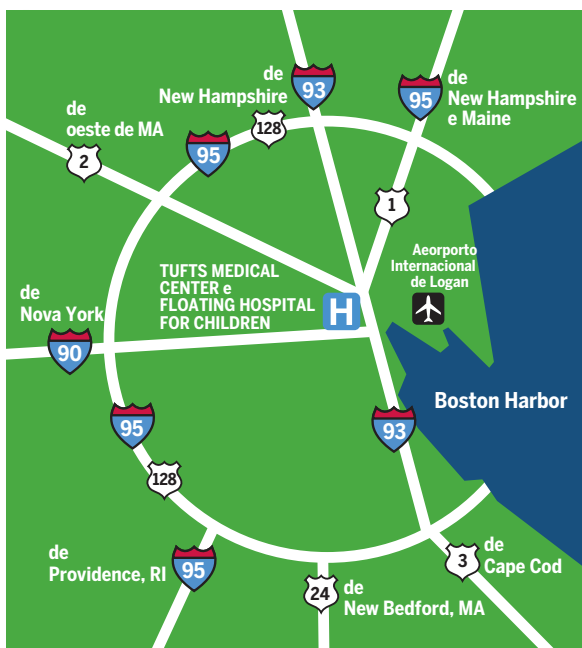 de
New Hampshire
93
de
New Hampshire
e Maine
95
de
oeste de MA
128
95
2
1
Aeorporto
Internacional
de Logan
TUFTS MEDICAL
CENTER e
FLOATING HOSPITAL
FOR CHILDREN
H
de
Nova York
90
Boston Harbor
95
93
128
de
Providence, RI
95
de
Cape Cod
3
24
de
New Bedford, MA